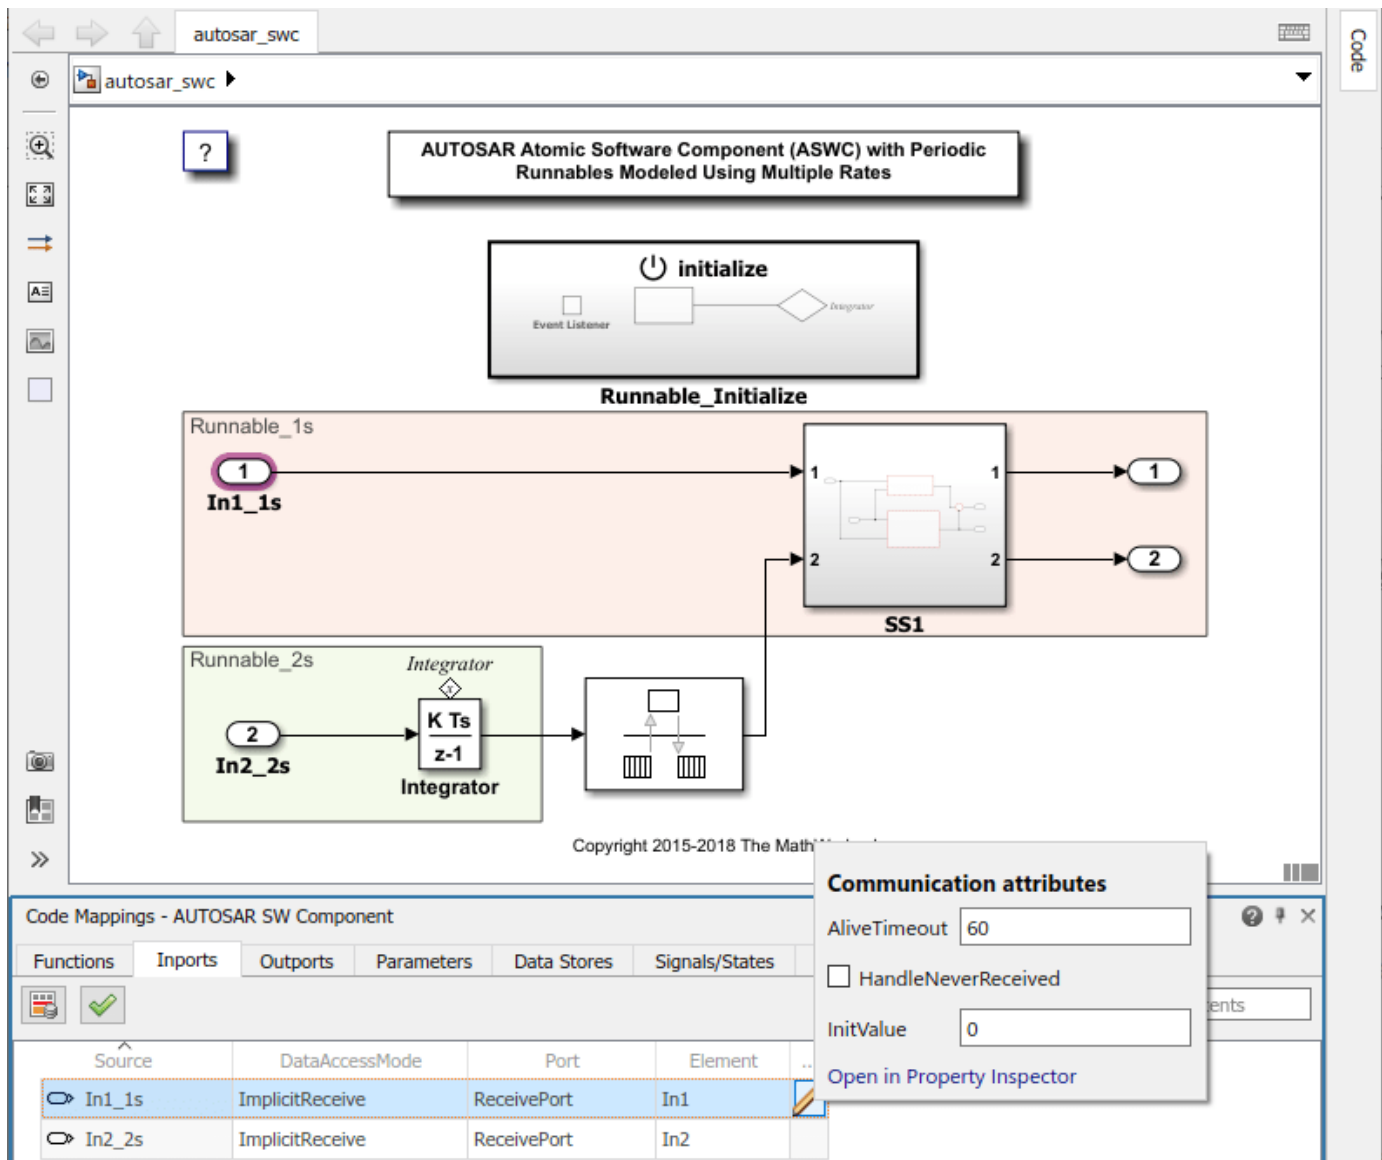 autosar_swc
Code
autosar_swc
?
AUTOSAR Atomic Software Component (ASWC) with Periodic
Runnables Modeled Using Multiple Rates
initialize
Event Listener
Integrator
Runnable_Initialize
Runnable_1s
1
In1_1s
1
2
1
2
SS1
1
2
Runnable_2s
Integrator
x
2
In2_2s
K Ts
z-1
Integrator
Copyright 2015-2018 The
Communication attributes
AliveTimeout 60
HandleNeverReceived
InitValue 0
Open in Property Inspector
Code Mappings - AUTOSAR SW Component
Functions Inports Outports Parameters Data Stores Signals/States
Source DataAccessMode Port Element ...
In1_1s ImplicitReceive ReceivePort In1
In2_2s ImplicitReceive ReceivePort In2